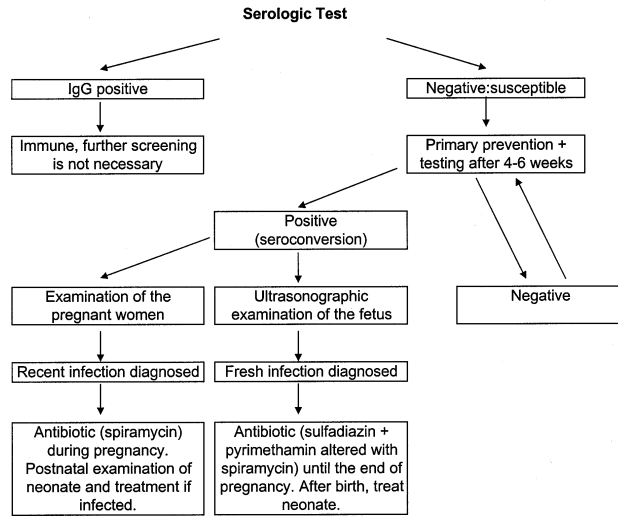 Serologic Test
IgG positive
Negative:susceptible
Immune, further screening
is not necessary
Primary prevention +
testing after 4-6 weeks
Positive
(seroconversion)
Examination of the
pregnant women
Ultrasonographic
examination of the fetus
Negative
Recent infection diagnosed
Fresh infection diagnosed
Antibiotic (spiramycin)
during pregnancy.
Postnatal examination of
neonate and treatment if
infected.
Antibiotic (sulfadiazin +
pyrimethamin altered with
spiramycin) until the end of
pregnancy. After birth, treat
neonate.